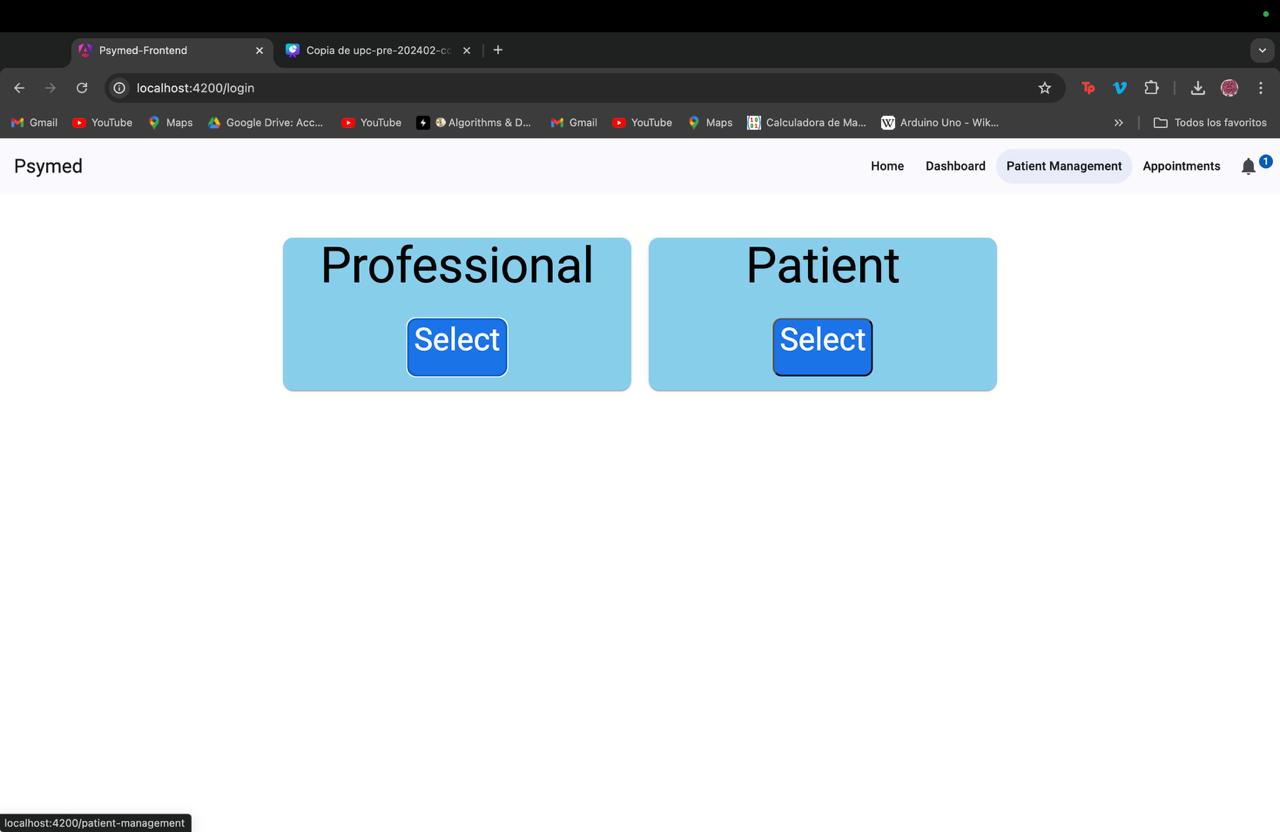 Psymed-Frontend
Copia de upc-pre-202402-cc
localhost:4200/login
Tp
Gmail YouTube Maps Google Drive: Acc... YouTube Algorithms & D... Gmail YouTube Maps Calculadora de Ma... W Arduino Uno - Wik... » Todos los favoritos
Psymed Home Dashboard Patient Management Appointments 1
Professional
Select
Patient
Select
localhost:4200/patient-management